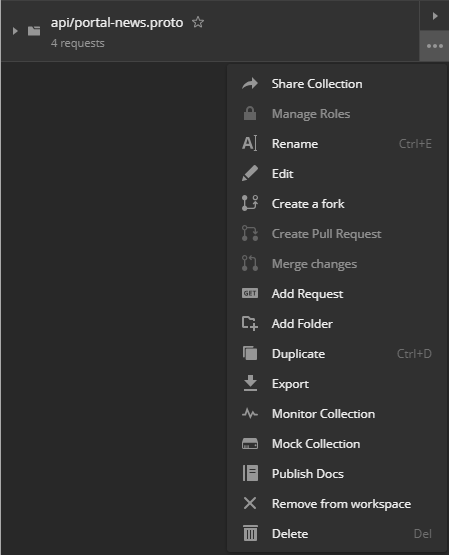 api/portal-news.proto
4 requests
Share Collection
Manage Roles
Rename Ctrl+E
Edit
Create a fork
Create Pull Request
Merge changes
GET Add Request
Add Folder
Duplicate Ctrl+D
Export
Monitor Collection
Mock Collection
Publish Docs
Remove from workspace
Delete Del